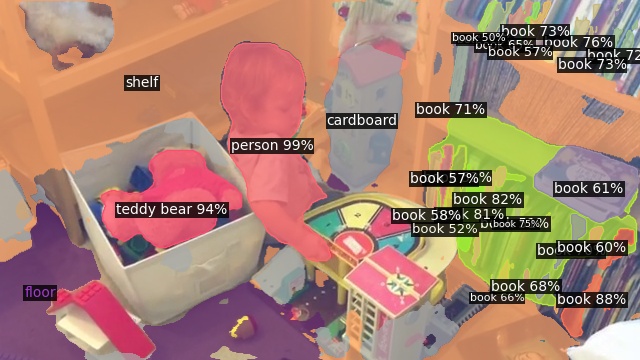 book 73%
book 50%
book 65%
book 76%
book 57%
book 72
book 73%
shelf
book 71%
cardboard
person 99%
book 57%
book 61%
book 82%
teddy bear 94%
book 58%
81%
book 75%
book 52%
book 60%
floor
book 68%
book 66%
book 88%